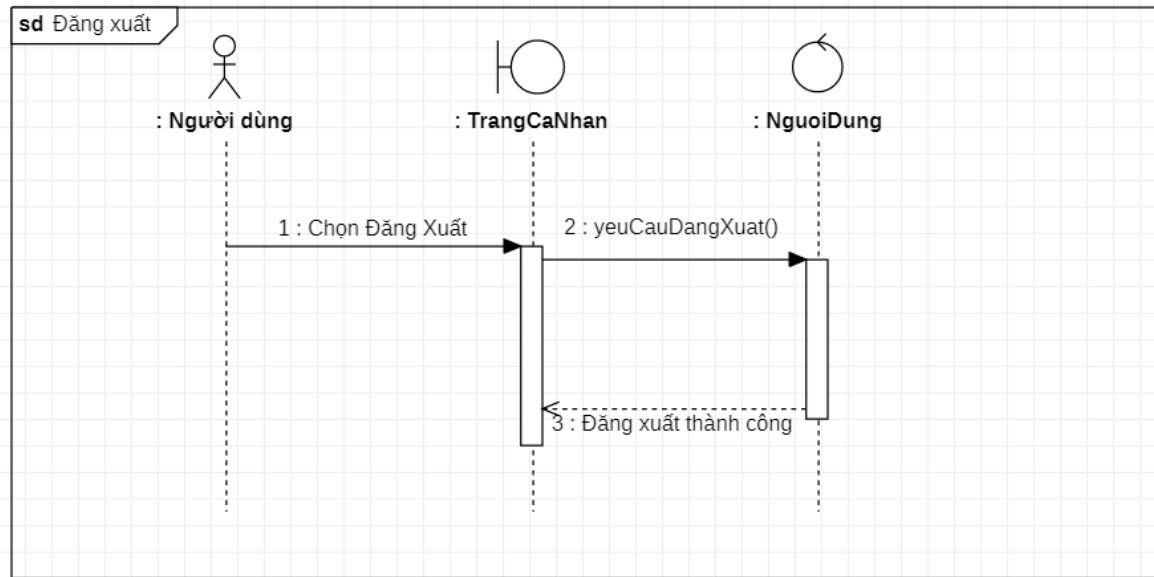 sd Đăng xuất
: Người dùng
: TrangCaNhan
: NguoiDung
1 : Chọn Đăng Xuất
2 : yeuCauDangXuat()
3 : Đăng xuất thành công